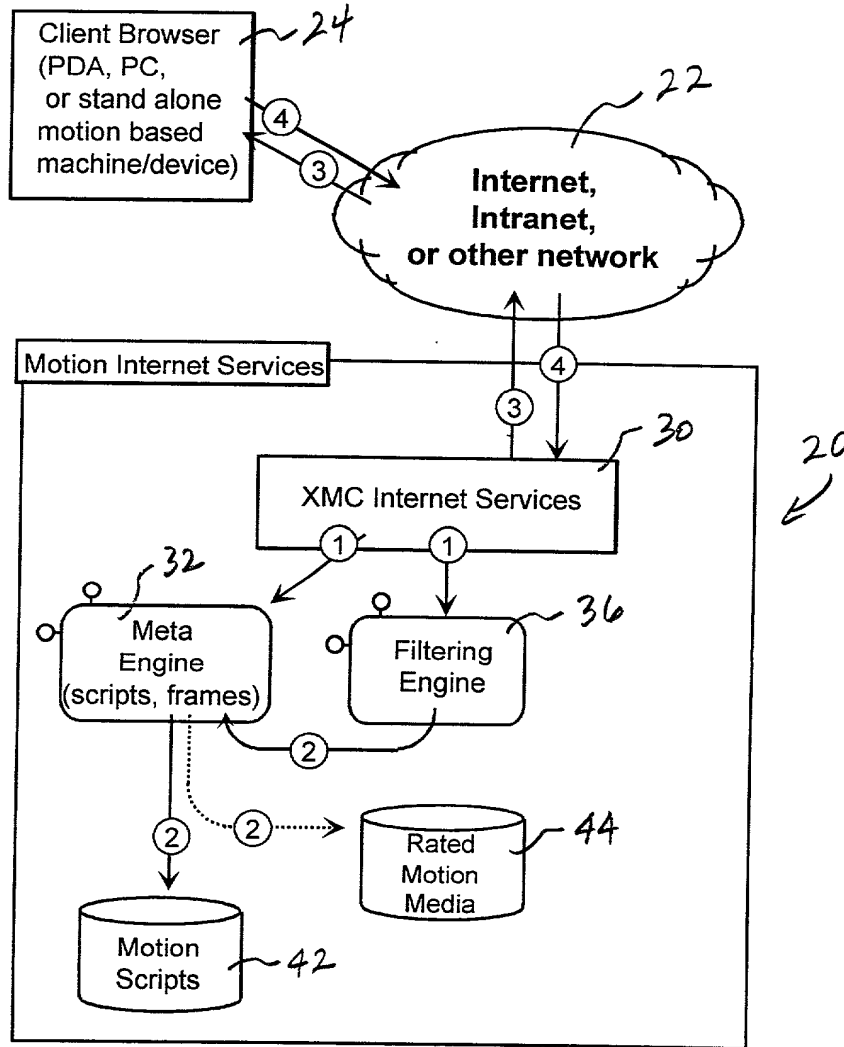 Client Browser
(PDA, PC,
or stand alone
motion based
machine/device)
24
4
3
22
Internet,
Intranet,
or other network
Motion Internet Services
3
4
30
XMC Internet Services
20
1
1
32
Meta
Engine
(scripts, frames)
36
Filtering
Engine
2
2
2
44
Rated
Motion
Media
Motion
Scripts
42